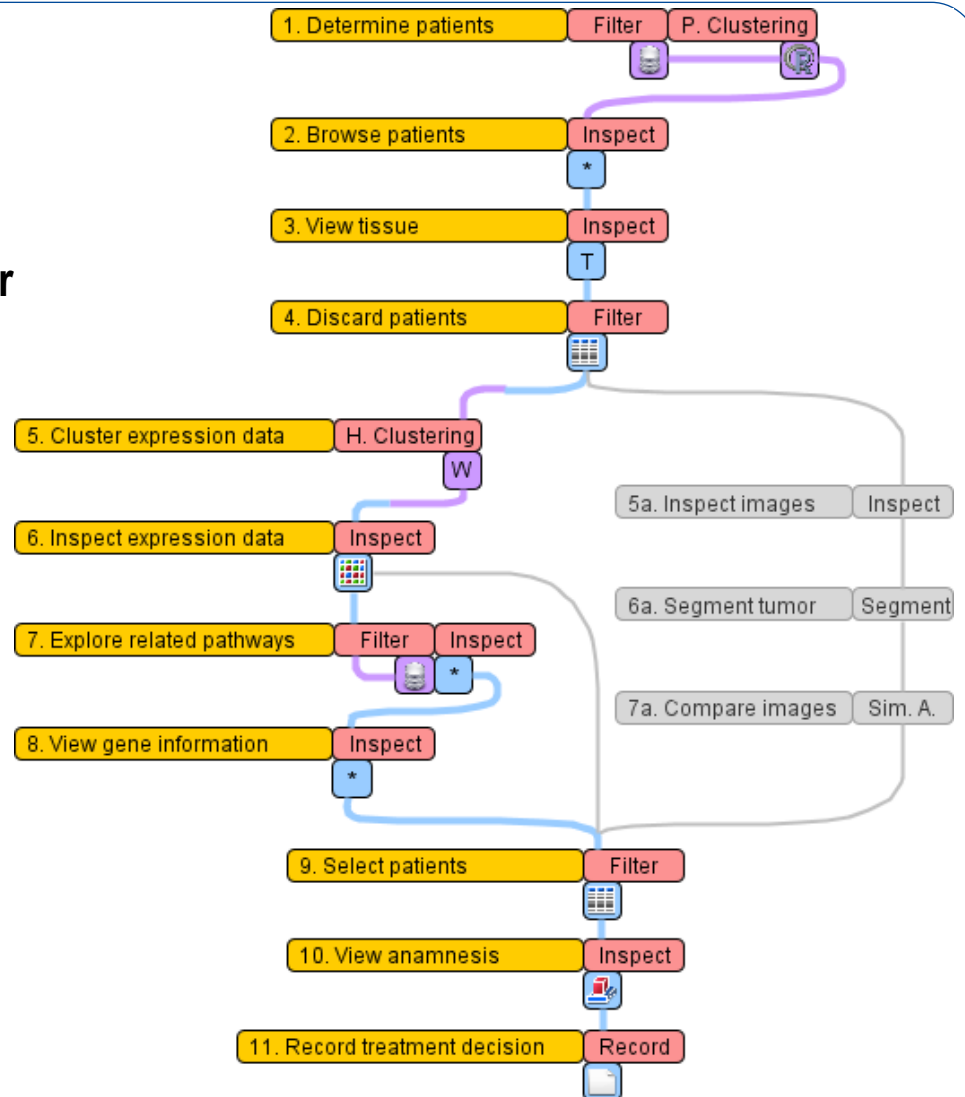 1. Determine patients Filter P. Clustering
R
2. Browse patients Inspect
*
3. View tissue Inspect
T
r
4. Discard patients Filter
5. Cluster expression data H. Clustering
W
5a. Inspect images Inspect
6. Inspect expression data Inspect
6a. Segment tumor Segment
7. Explore related pathways Filter Inspect
*
7a. Compare images Sim. A.
8. View gene information Inspect
*
9. Select patients Filter
10. View anamnesis Inspect
11. Record treatment decision Record